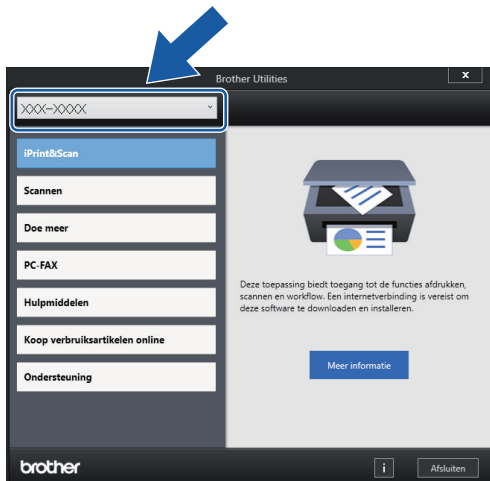 Brother Utilities
x
XXX-XXXX
iPrint&Scan
Scannen
Doe meer
PC-FAX
Hulpmiddelen
Koop verbruiksartikelen online
Ondersteuning
Deze toepassing biedt toegang tot de functies afdrukken,
scannen en workflow. Een internetverbinding is vereist om
deze software te downloaden en installeren.
Meer informatie
brother
i
Afsluiten